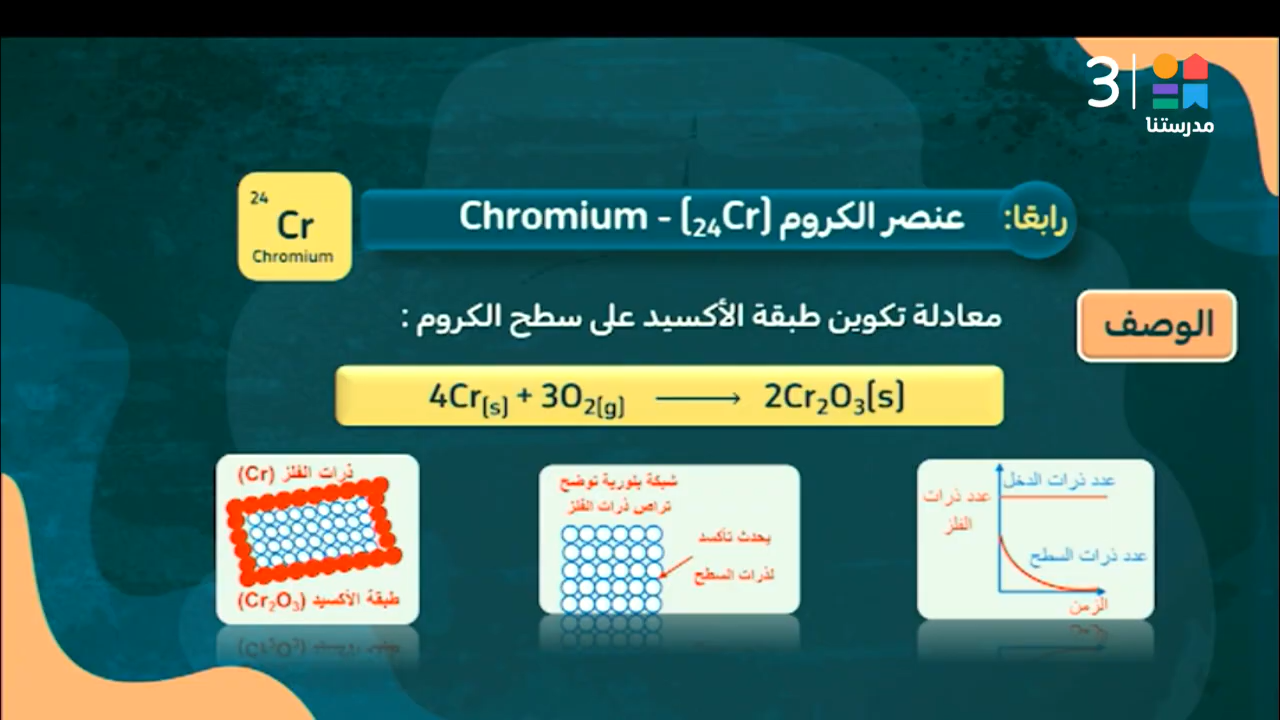 3
مدرستنا
رابعًا: عنصر الكروم Chromium - (₂₄Cr)
24
Cr
Chromium
الوصف
معادلة تكوين طبقة الأكسيد على سطح الكروم :
4Cr(s) + 3O₂(g) ⟶ 2Cr₂O₃(s)
عدد ذرات الدخل
عدد ذرات
الفلز
عدد ذرات السطح
الزمن
شبكة بلورية توضح
تراص ذرات الفلز
يحدث تأكسد
لذرات السطح
ذرات الفلز (Cr)
طبقة الأكسيد (Cr₂O₃)